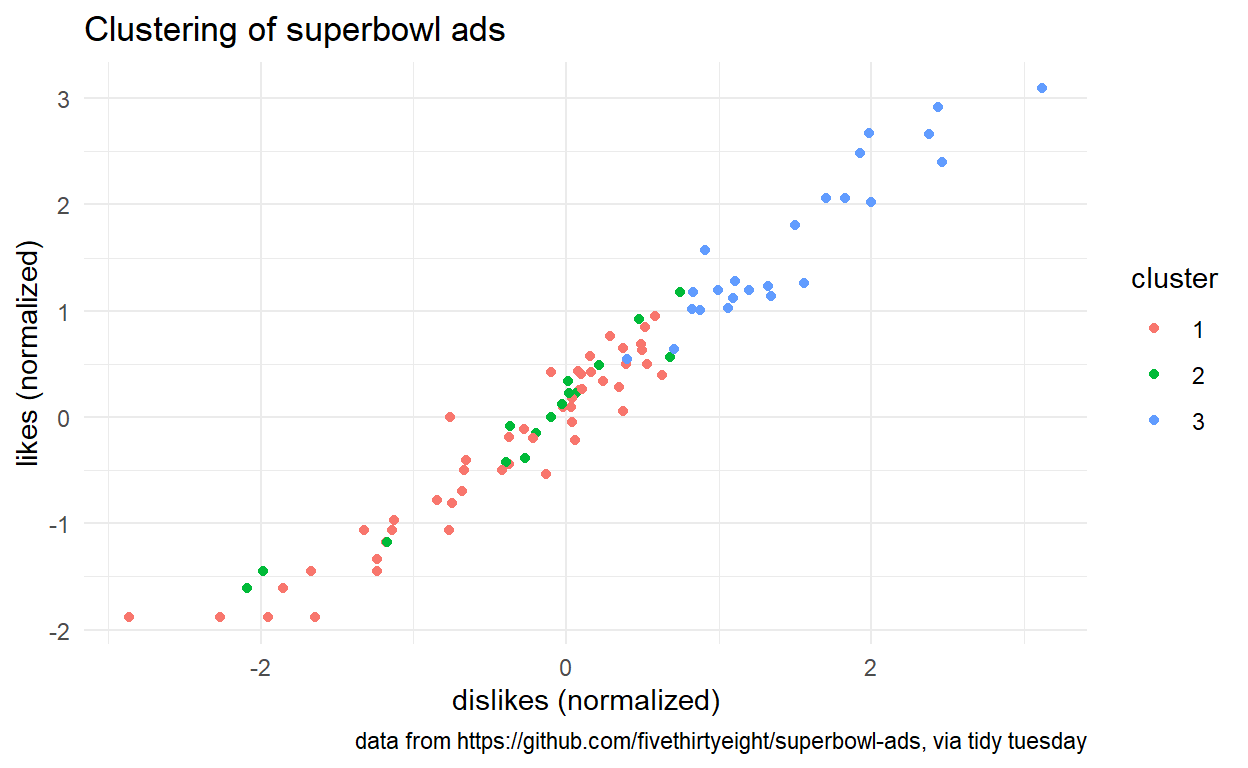 Clustering of superbowl ads
3
2
1
0
-1
-2
likes (normalized)
-2 0 2
dislikes (normalized)
cluster
1
2
3
data from https://github.com/fivethirtyeight/superbowl-ads, via tidy tuesday